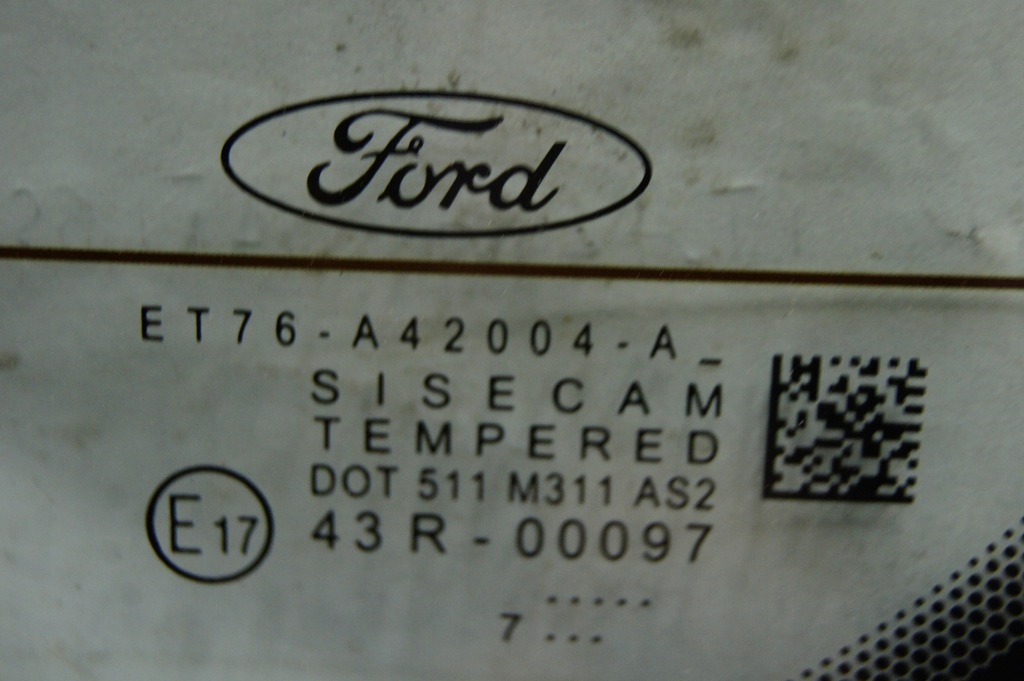 Ford
ET76-A42004-A_
SISECAM
TEMPERED
DOT 511 M311 AS2
E17 43R-00097
.....
7 ...